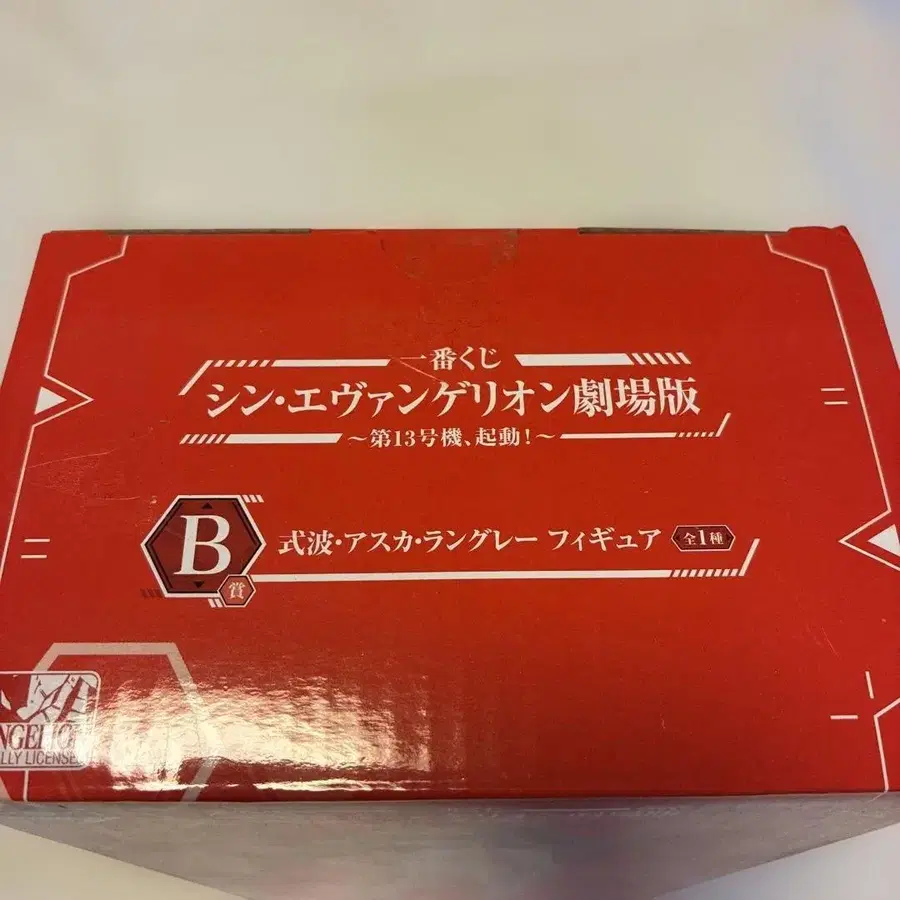 一番くじ
シン・エヴァンゲリオン劇場版
～第13号機、起動！～
B賞
式波・アスカ・ラングレー フィギュア 全1種